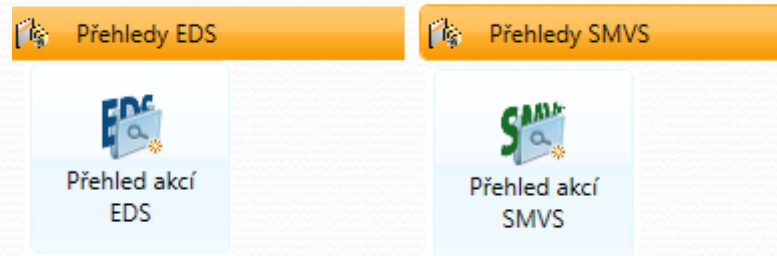 Přehledy EDS
Přehledy SMVS
EDS
Přehled akcí
EDS
SMVS
Přehled akcí
SMVS